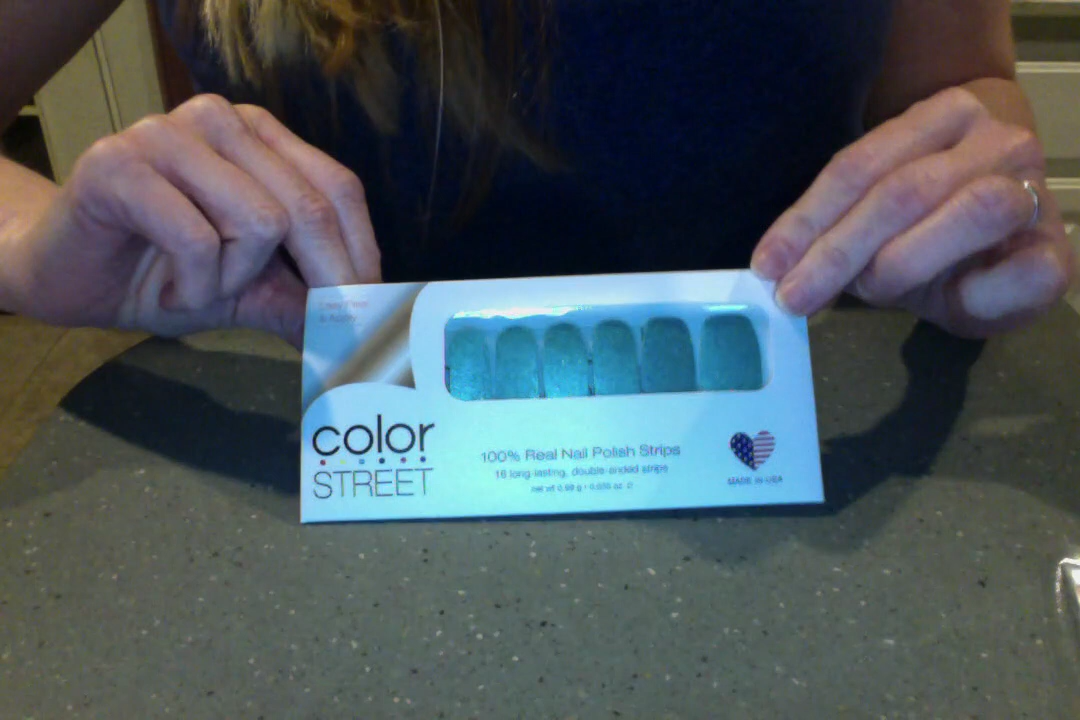 color
STREET
100% Real Nail Polish Strips
16 long-lasting, double-ended strips
MADE IN USA